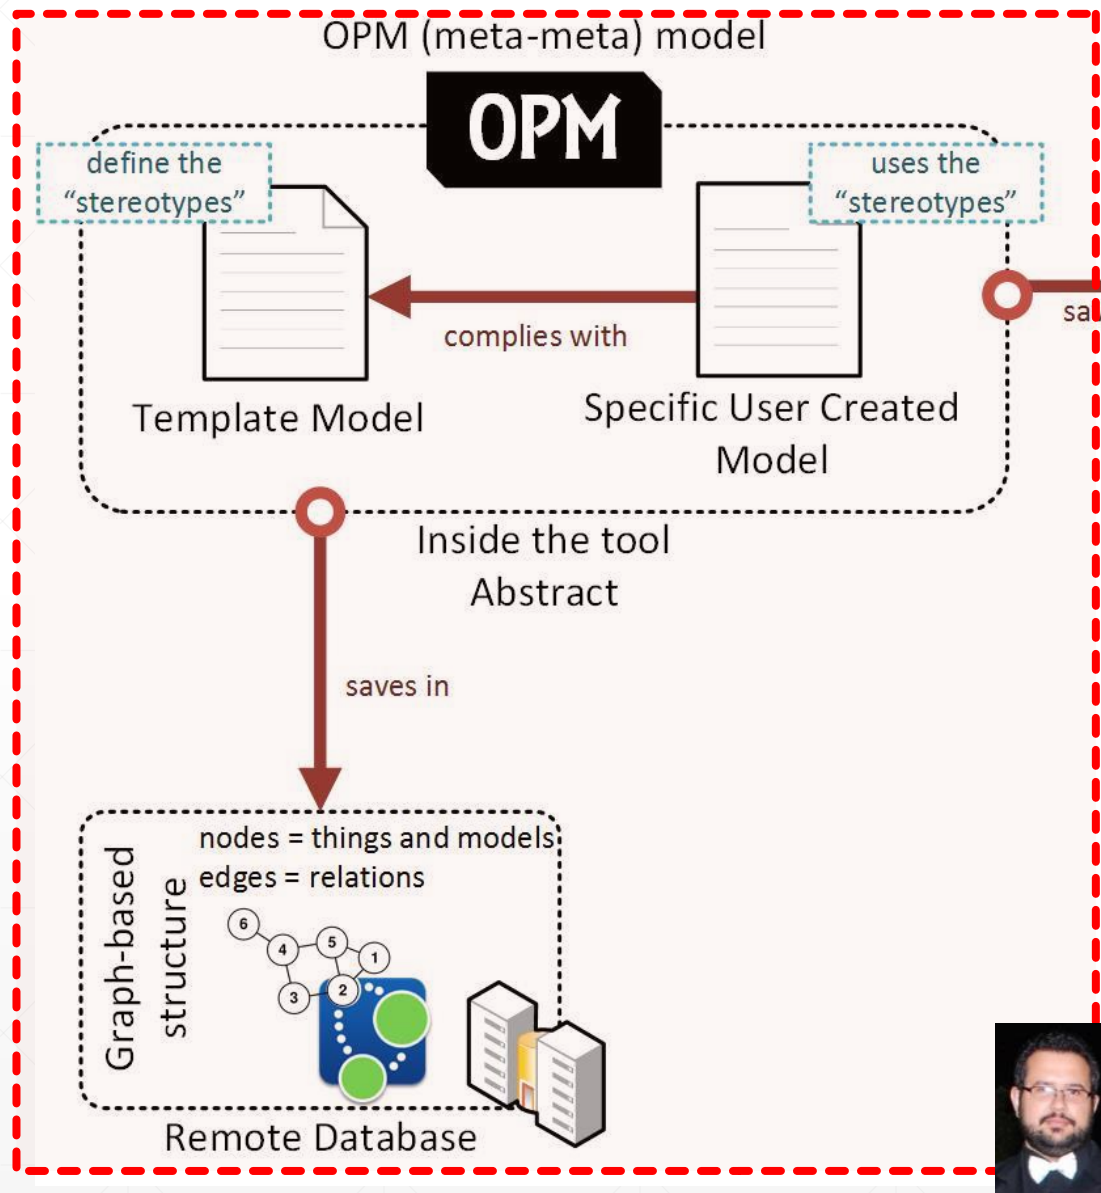 OPM (meta-meta) model
OPM
define the
“stereotypes”
uses the
“stereotypes”
complies with
Template Model
Specific User Created
Model
Inside the tool
Abstract
saves in
nodes = things and models
edges = relations
Graph-based
structure
6
4
5
1
3
2
Remote Database